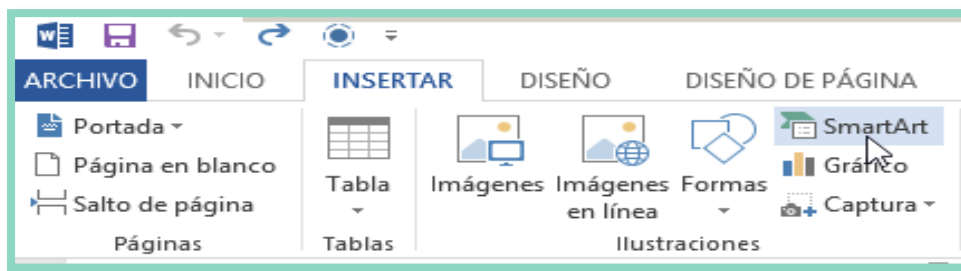 ARCHIVO INICIO INSERTAR DISEÑO DISEÑO DE PÁGINA
Portada
Página en blanco
Salto de página
Páginas
Tabla
Tablas
Imágenes
Imágenes
en línea
Formas
SmartArt
Gráfico
Captura
Ilustraciones